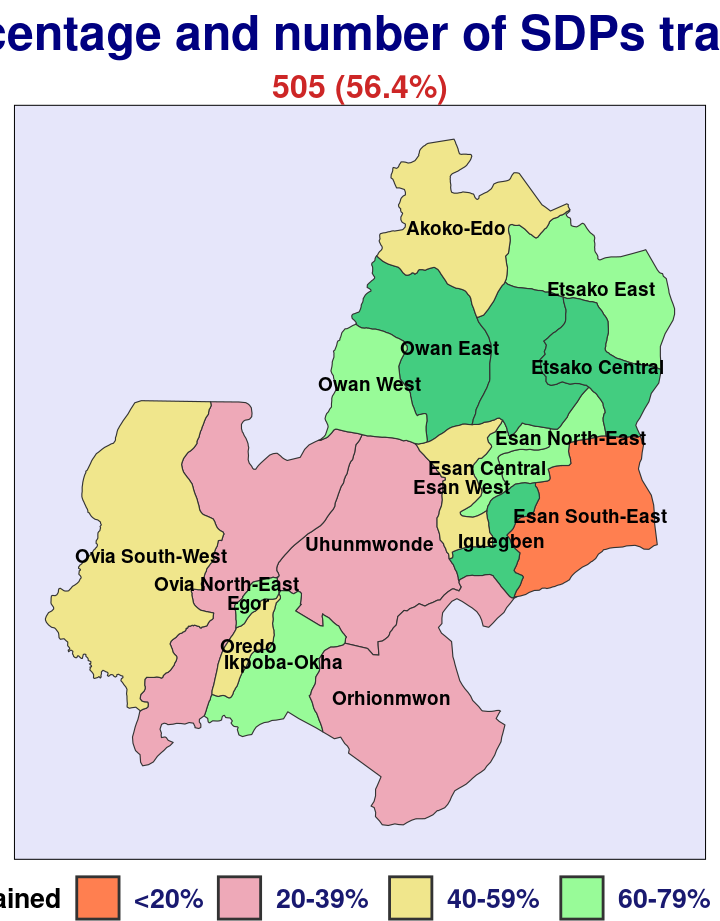 centage and number of SDPs tra
505 (56.4%)
Akoko-Edo
Etsako East
Owan East
Etsako Central
Owan West
Esan North-East
Esan Central
Esan West
Esan South-East
Iguegben
Uhunmwonde
Ovia South-West
Ovia North-East
Egor
Oredo
Ikpoba-Okha
Orhionmwon
ained <20% 20-39% 40-59% 60-79%